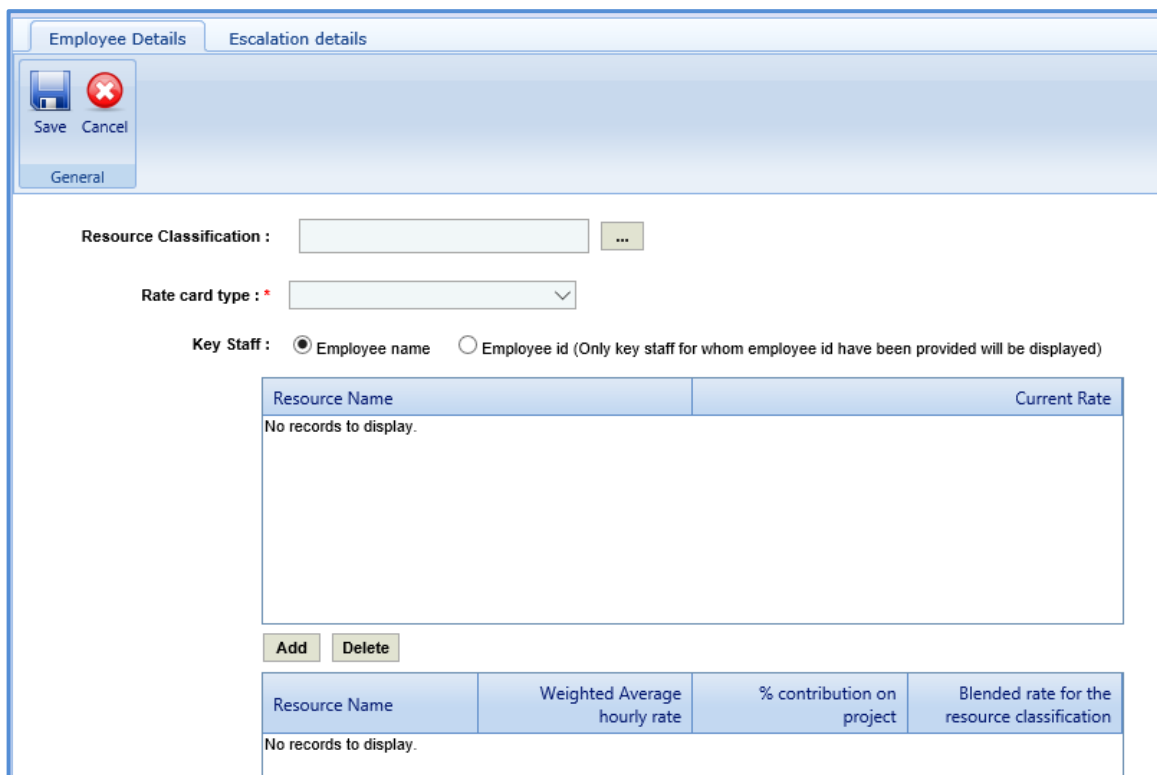 Employee Details Escalation details
Save Cancel
General
Resource Classification : ...
Rate card type : *
Key Staff : Employee name Employee id (Only key staff for whom employee id have been provided will be displayed)
Resource Name Current Rate
No records to display.
Add Delete
Resource Name Weighted Average hourly rate % contribution on project Blended rate for the resource classification
No records to display.